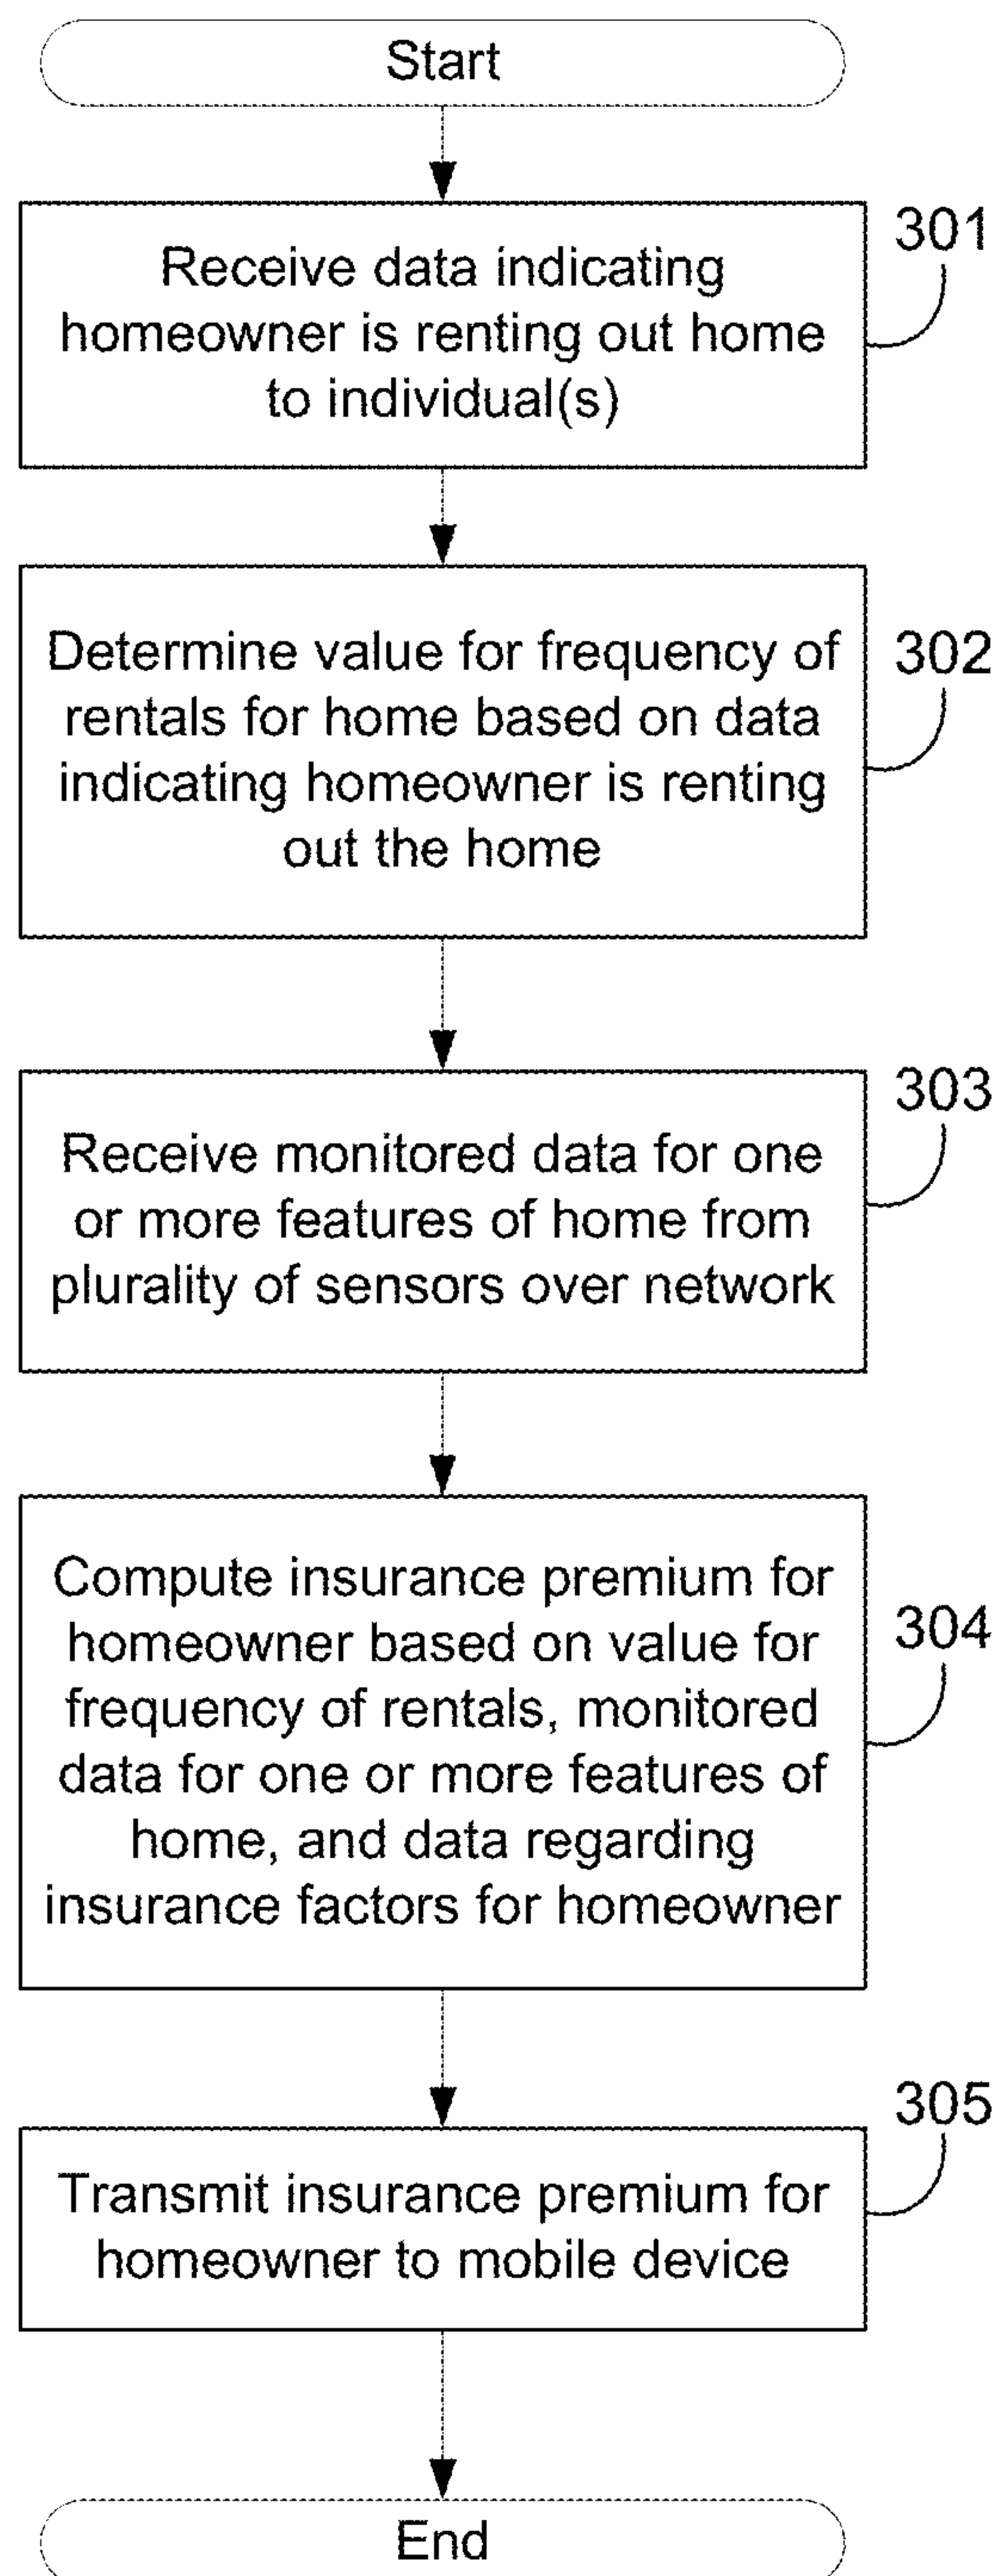 Start
301
Receive data indicating
homeowner is renting out home
to individual(s)
302
Determine value for frequency of
rentals for home based on data
indicating homeowner is renting
out the home
303
Receive monitored data for one
or more features of home from
plurality of sensors over network
304
Compute insurance premium for
homeowner based on value for
frequency of rentals, monitored
data for one or more features of
home, and data regarding
insurance factors for homeowner
305
Transmit insurance premium for
homeowner to mobile device
End